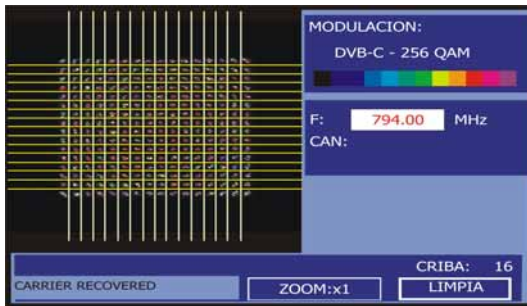 MODULACION:
DVB-C - 256 QAM
F: 794.00 MHz
CAN:
CRIBA: 16
CARRIER RECOVERED
ZOOM:x1
LIMPIA